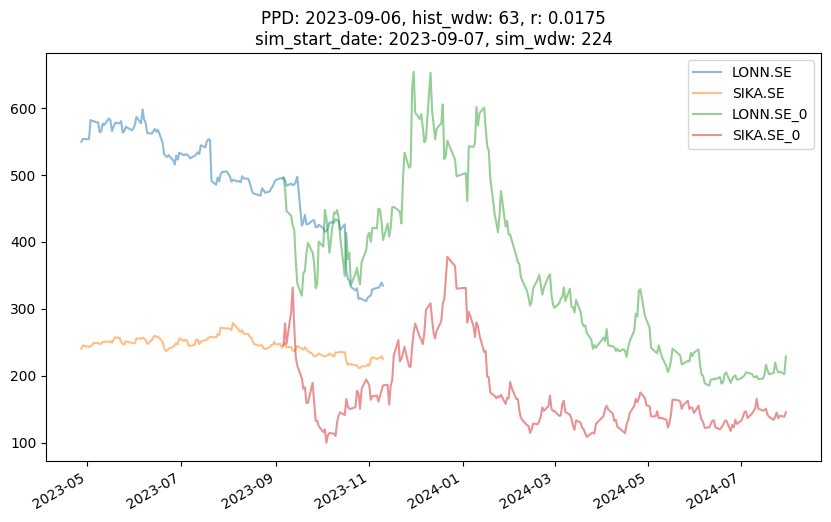 PPD: 2023-09-06, hist_wdw: 63, r: 0.0175
sim_start_date: 2023-09-07, sim_wdw: 224
LONN.SE
SIKA.SE
LONN.SE_0
SIKA.SE_0
600
500
400
300
200
100
2023-05
2023-07
2023-09
2023-11
2024-01
2024-03
2024-05
2024-07